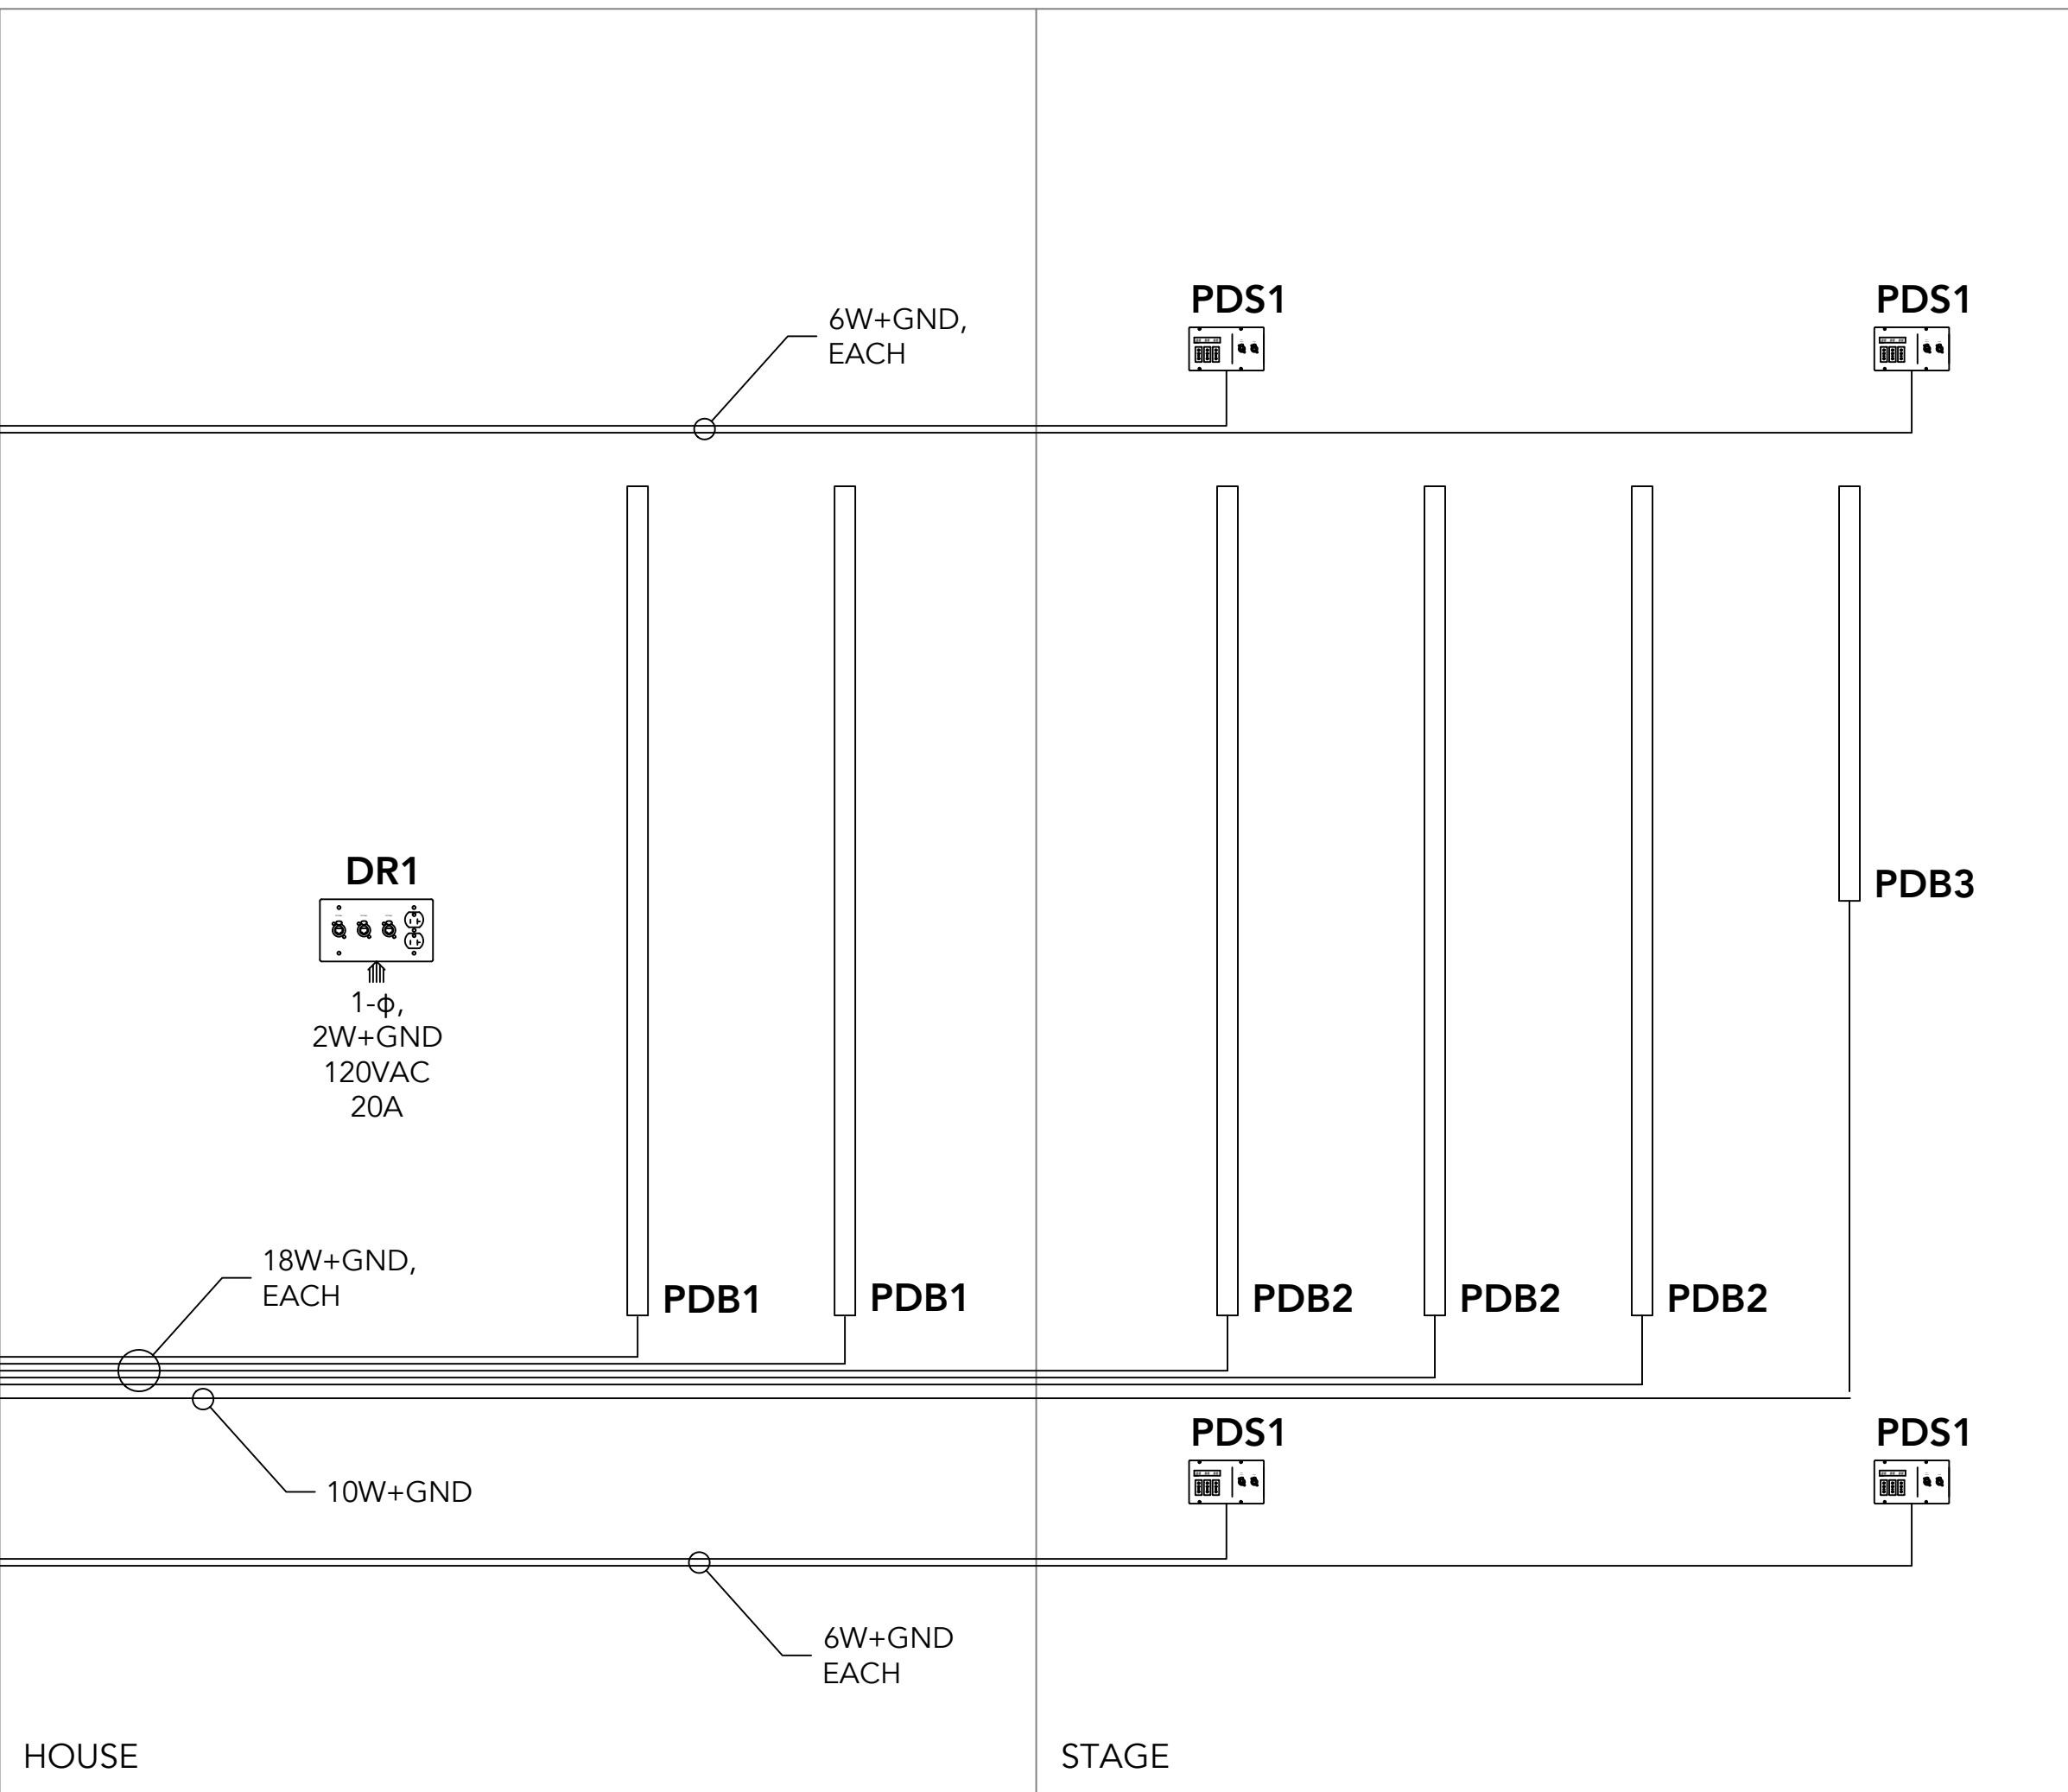 6W+GND,
EACH
PDS1
PDS1
DR1
1-ϕ,
2W+GND
120VAC
20A
PDB3
18W+GND,
EACH
PDB1
PDB1
PDB2
PDB2
PDB2
10W+GND
PDS1
PDS1
6W+GND
EACH
HOUSE
STAGE